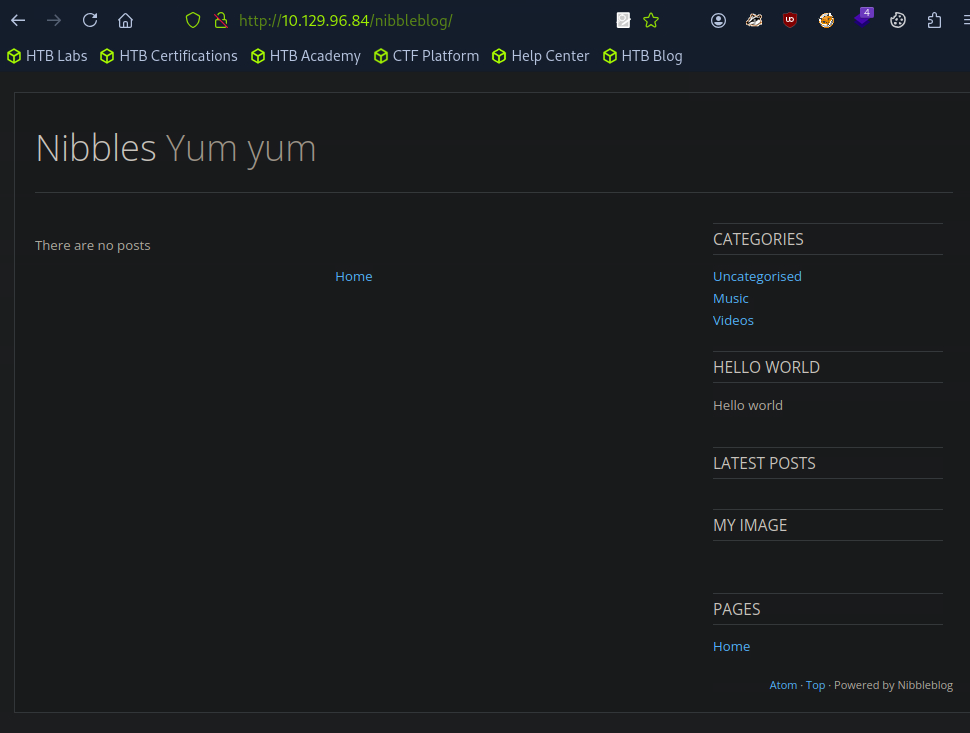 http://10.129.96.84/nibbleblog/
UD
4
HTB Labs HTB Certifications HTB Academy CTF Platform Help Center HTB Blog
Nibbles Yum yum
There are no posts
Home
CATEGORIES
Uncategorised
Music
Videos
HELLO WORLD
Hello world
LATEST POSTS
MY IMAGE
PAGES
Home
Atom · Top · Powered by Nibbleblog